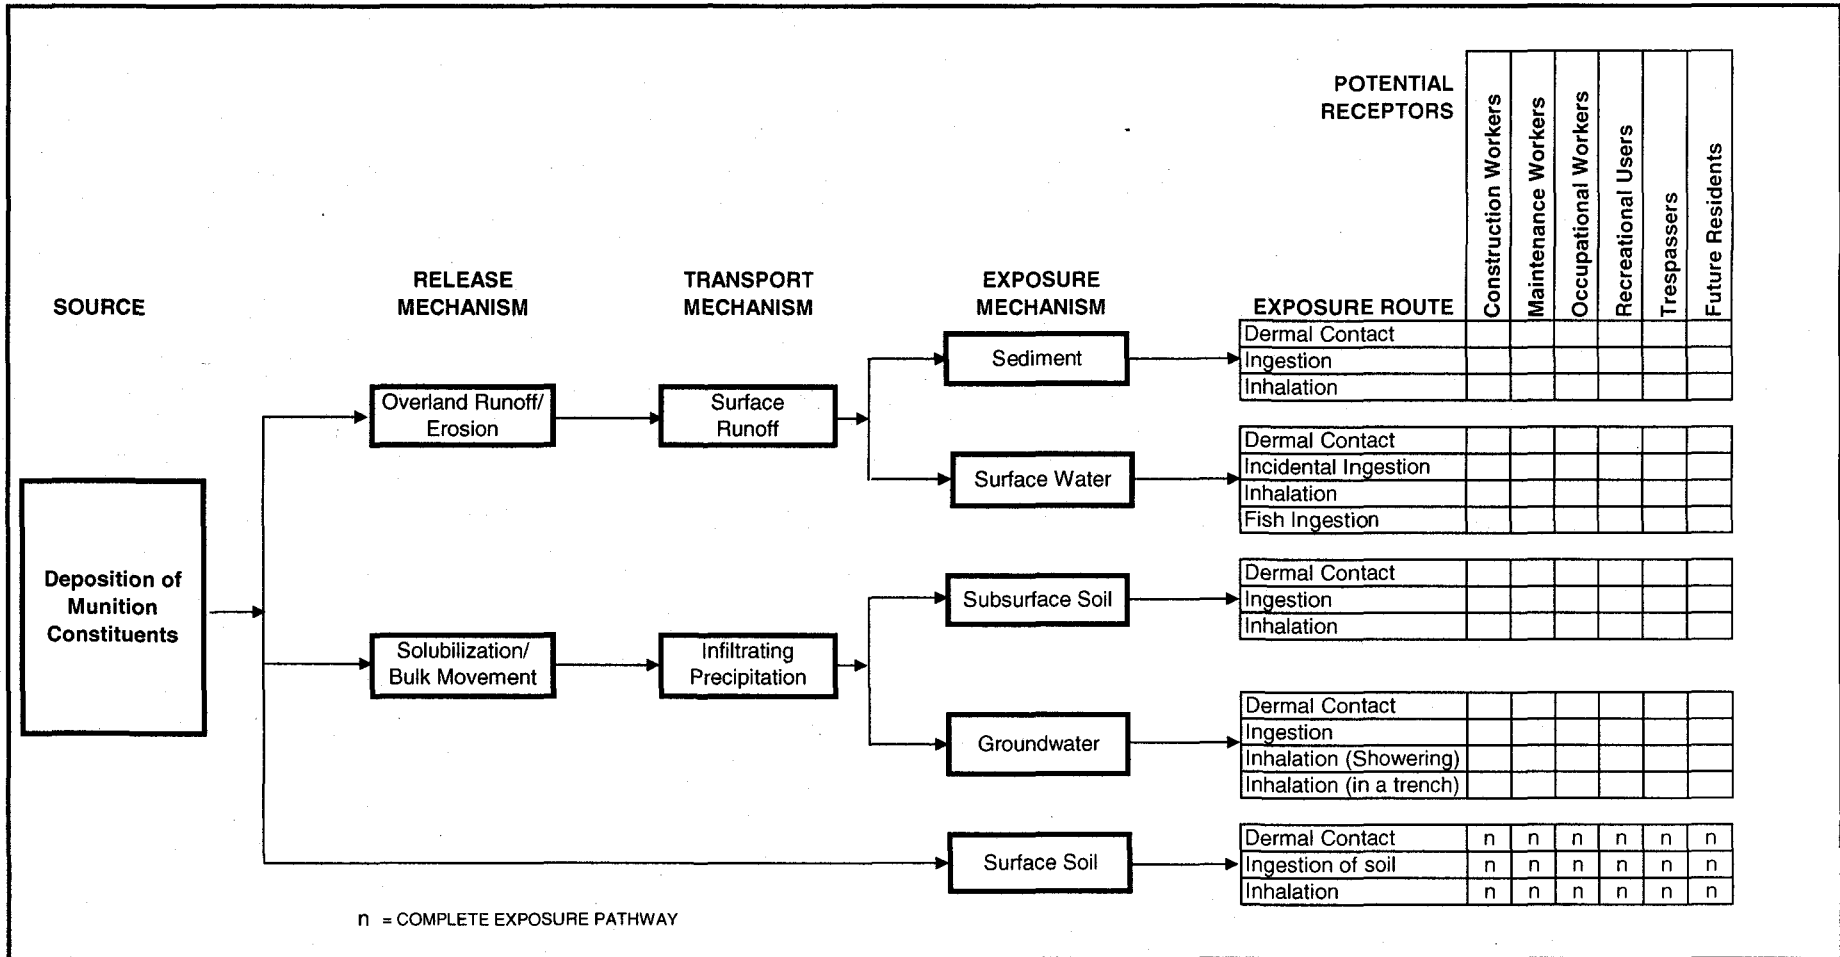 POTENTIAL
RECEPTORS
Construction Workers
Maintenance Workers
Occupational Workers
Recreational Users
Trespassers
Future Residents
SOURCE
RELEASE
MECHANISM
TRANSPORT
MECHANISM
EXPOSURE
MECHANISM
EXPOSURE ROUTE
Deposition of
Munition
Constituents
Overland Runoff/
Erosion
Surface
Runoff
Sediment
Dermal Contact
Ingestion
Inhalation
Surface Water
Dermal Contact
Incidental Ingestion
Inhalation
Fish Ingestion
Solubilization/
Bulk Movement
Infiltrating
Precipitation
Subsurface Soil
Dermal Contact
Ingestion
Inhalation
Groundwater
Dermal Contact
Ingestion
Inhalation (Showering)
Inhalation (in a trench)
Surface Soil
Dermal Contact n n n n n n
Ingestion of soil n n n n n n
Inhalation n n n n n n
n = COMPLETE EXPOSURE PATHWAY